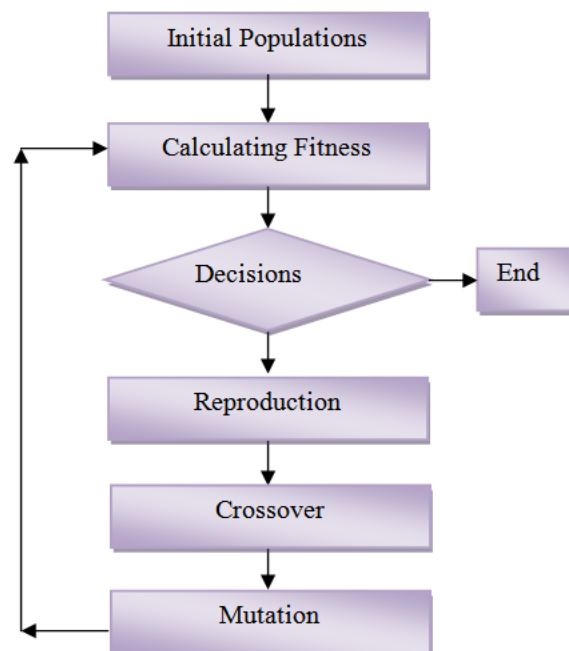 Initial Populations
Calculating Fitness
Decisions
End
Reproduction
Crossover
Mutation